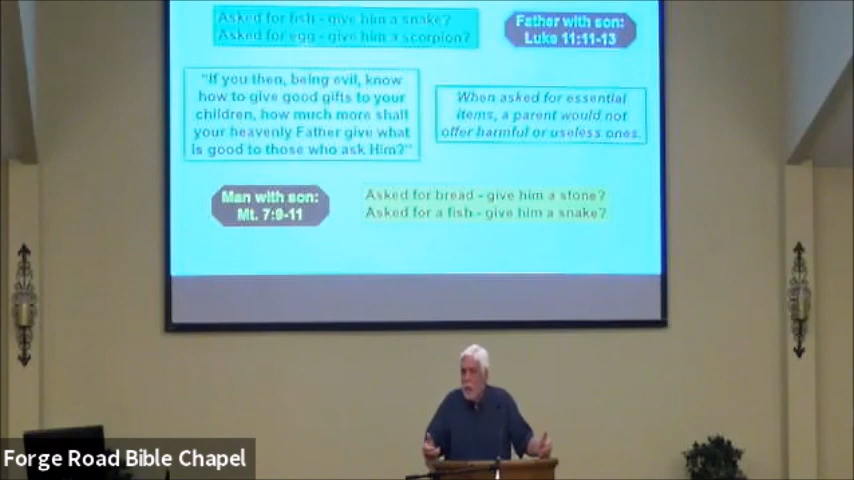 Asked for fish - give him a snake?
Asked for egg - give him a scorpion?
Father with son:
Luke 11:11-13
"If you then, being evil, know
how to give good gifts to your
children, how much more shall
your heavenly Father give what
is good to those who ask Him?"
When asked for essential
items, a parent would not
offer harmful or useless ones.
Man with son:
Mt. 7:9-11
Asked for bread - give him a stone?
Asked for a fish - give him a snake?
Forge Road Bible Chapel